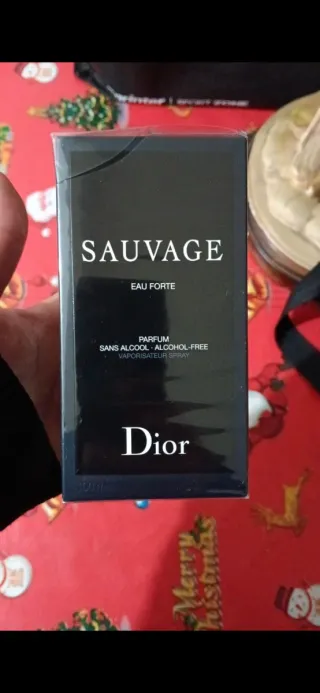 SAUVAGE
EAU FORTE
PARFUM
SANS ALCOOL · ALCOHOL-FREE
VAPORISATEUR SPRAY
Dior
Merry
Christmas